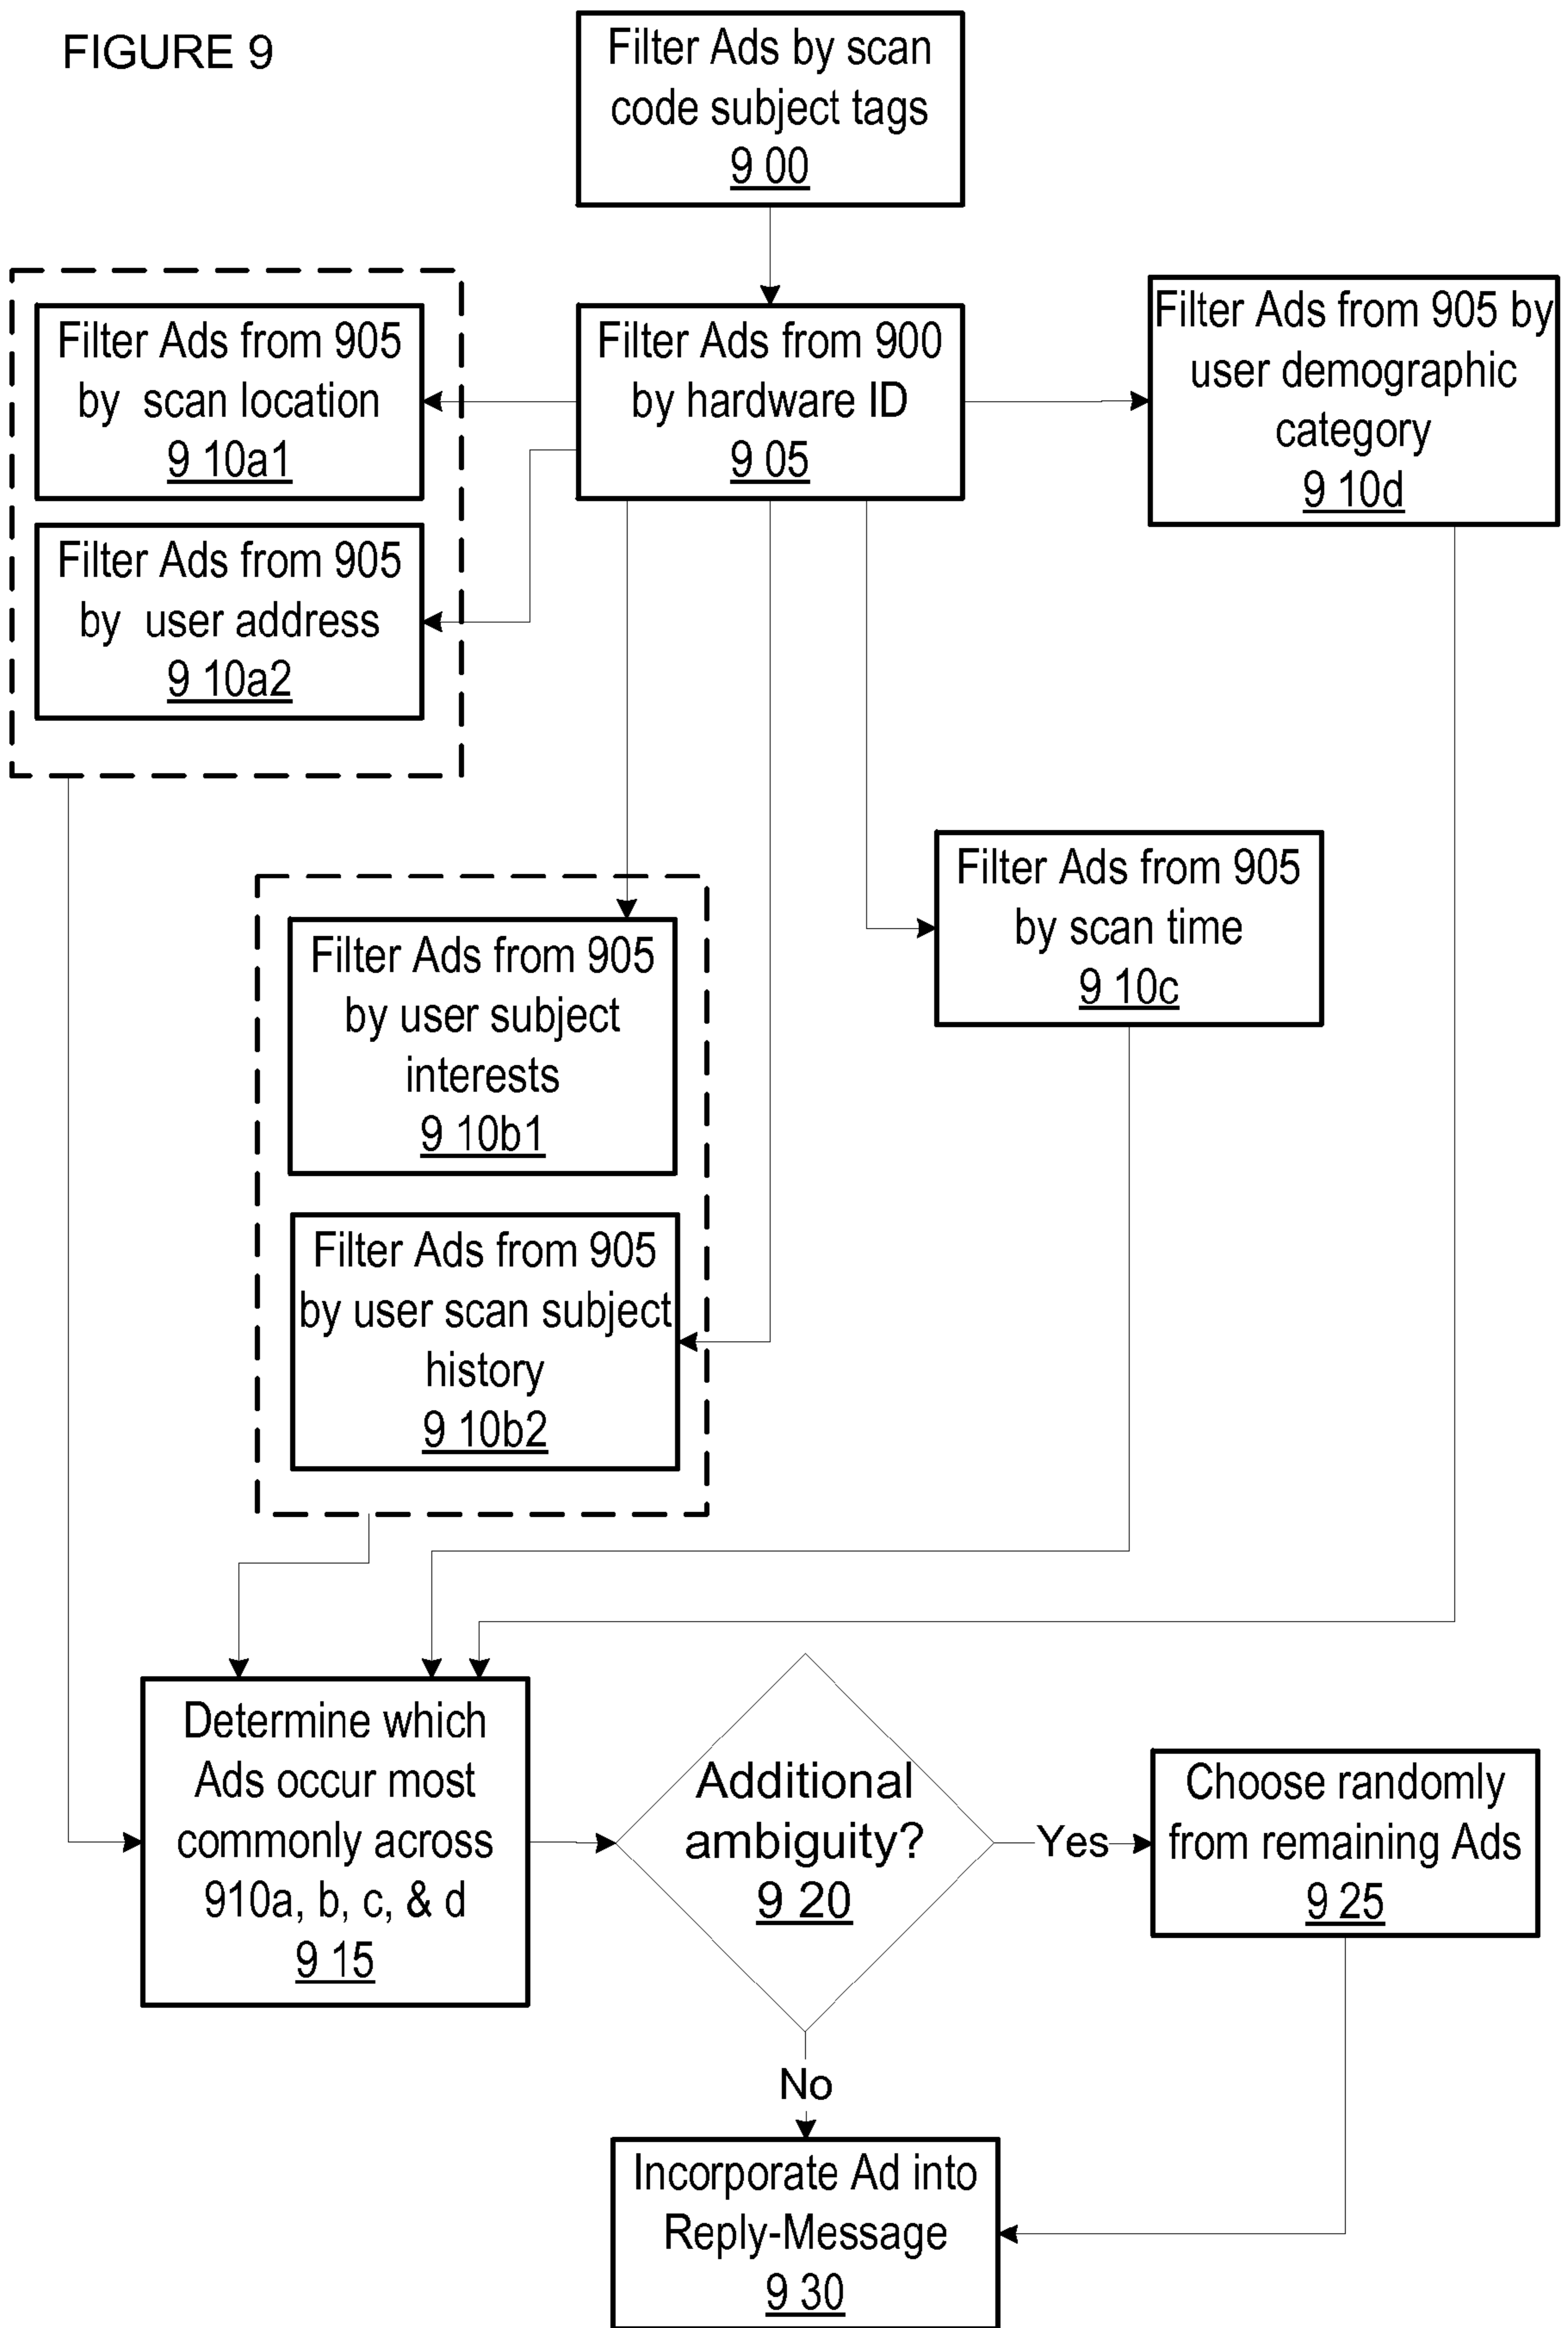 FIGURE 9
Filter Ads by scan
code subject tags
9 00
Filter Ads from 905
by scan location
9 10a1
Filter Ads from 900
by hardware ID
9 05
Filter Ads from 905 by
user demographic
category
9 10d
Filter Ads from 905
by user address
9 10a2
Filter Ads from 905
by scan time
9 10c
Filter Ads from 905
by user subject
interests
9 10b1
Filter Ads from 905
by user scan subject
history
9 10b2
Determine which
Ads occur most
commonly across
910a, b, c, & d
9 15
Additional
ambiguity?
9 20
Yes
Choose randomly
from remaining Ads
9 25
No
Incorporate Ad into
Reply-Message
9 30